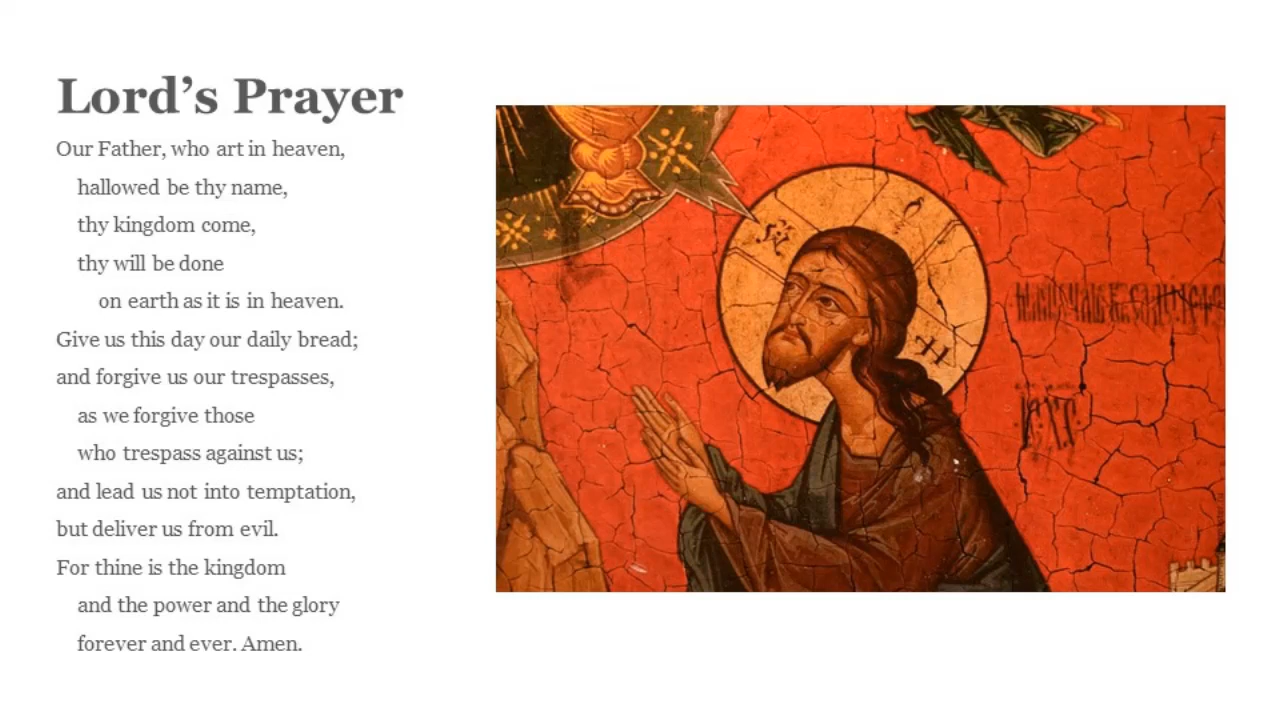 Lord’s Prayer
Our Father, who art in heaven,
hallowed be thy name,
thy kingdom come,
thy will be done
on earth as it is in heaven.
Give us this day our daily bread;
and forgive us our trespasses,
as we forgive those
who trespass against us;
and lead us not into temptation,
but deliver us from evil.
For thine is the kingdom
and the power and the glory
forever and ever. Amen.